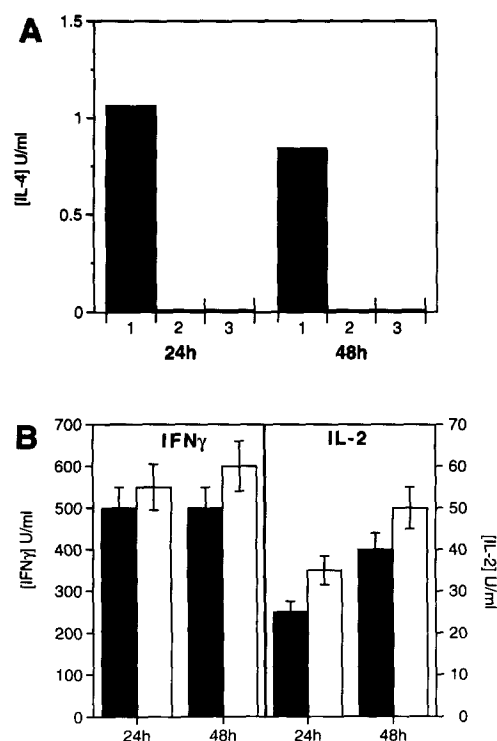 A
1.5
1
0.5
0
[IL-4] U/ml
1 2 3 1 2 3
24h 48h
B
IFNγ IL-2
700 70
600 60
500 50
400 40
300 30
200 20
100 10
0 0
[IFNγ] U/ml
[IL-2] U/ml
24h 48h 24h 48h